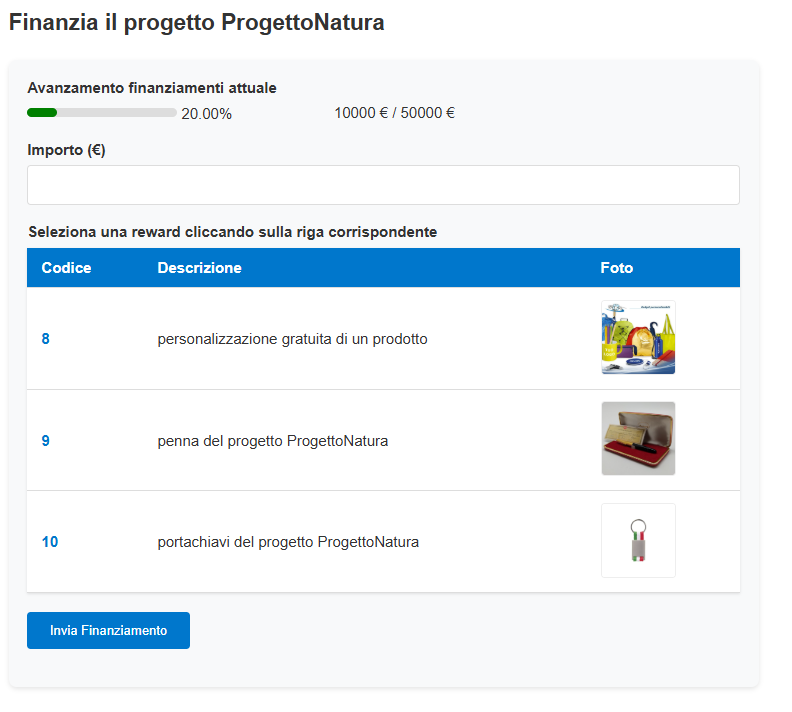 Finanzia il progetto ProgettoNatura
Avanzamento finanziamenti attuale
20.00% 10000 € / 50000 €
Importo (€)
Seleziona una reward cliccando sulla riga corrispondente
Codice Descrizione Foto
8 personalizzazione gratuita di un prodotto
9 penna del progetto ProgettoNatura
10 portachiavi del progetto ProgettoNatura
Invia Finanziamento